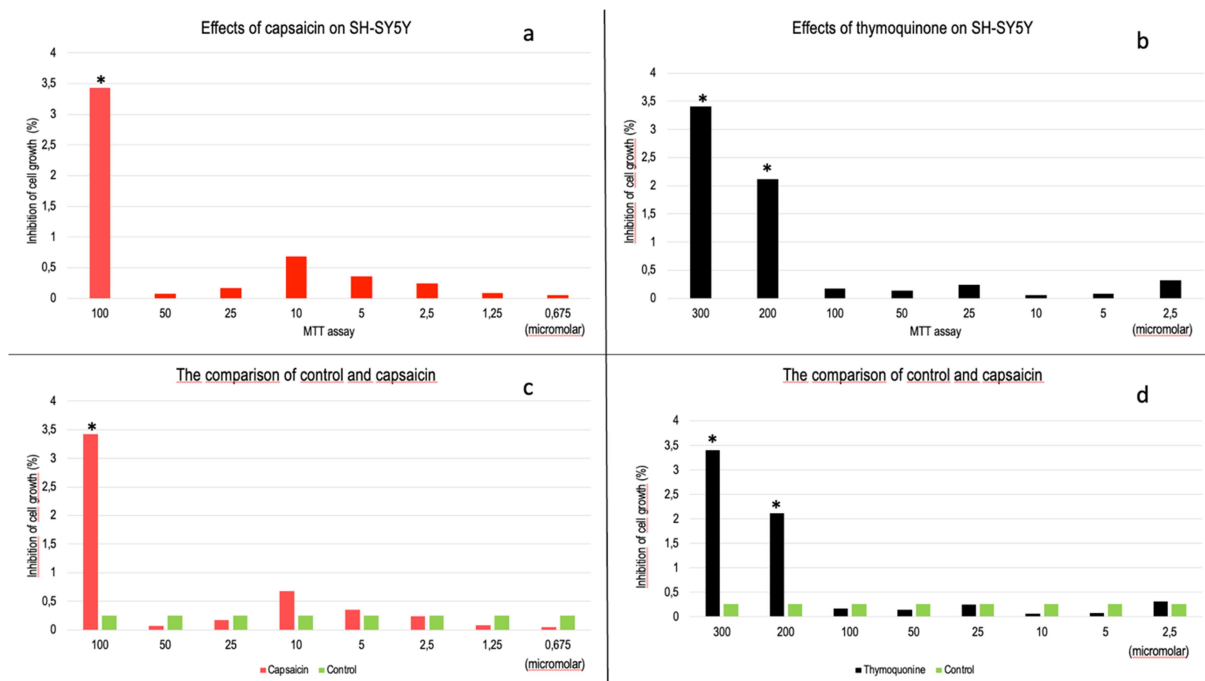 Effects of capsaicin on SH-SY5Y
a
Inhibition of cell growth (%)
4
3,5
3
2,5
2
1,5
1
0,5
0
*
100 50 25 10 5 2,5 1,25 0,675
MTT assay
(micromolar)
Effects of thymoquinone on SH-SY5Y
b
Inhibition of cell growth (%)
4
3,5
3
2,5
2
1,5
1
0,5
0
*
*
300 200 100 50 25 10 5 2,5
MTT assay
(micromolar)
The comparison of control and capsaicin
c
Inhibition of cell growth (%)
4
3,5
3
2,5
2
1,5
1
0,5
0
*
100 50 25 10 5 2,5 1,25 0,675
(micromolar)
Capsaicin Control
The comparison of control and capsaicin
d
Inhibition of cell growth (%)
4
3,5
3
2,5
2
1,5
1
0,5
0
*
*
300 200 100 50 25 10 5 2,5
(micromolar)
Thymoquonine Control